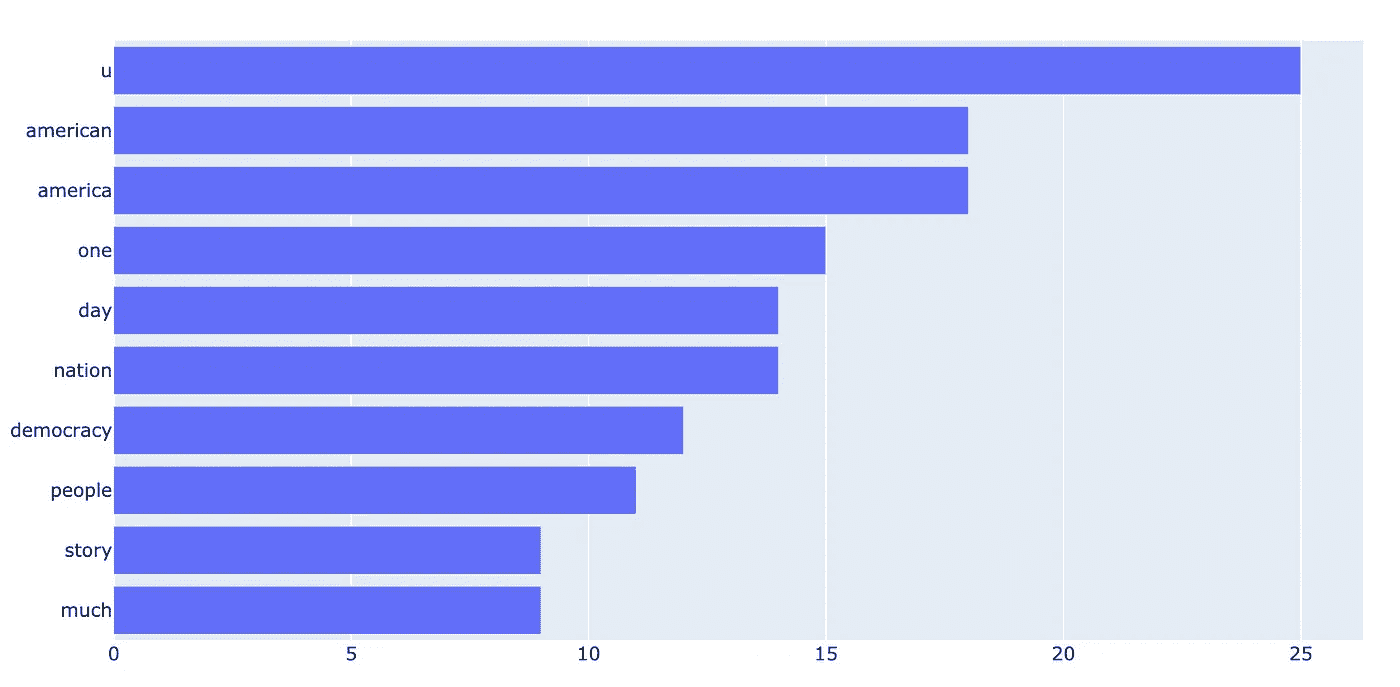 u
american
america
one
day
nation
democracy
people
story
much
0 5 10 15 20 25